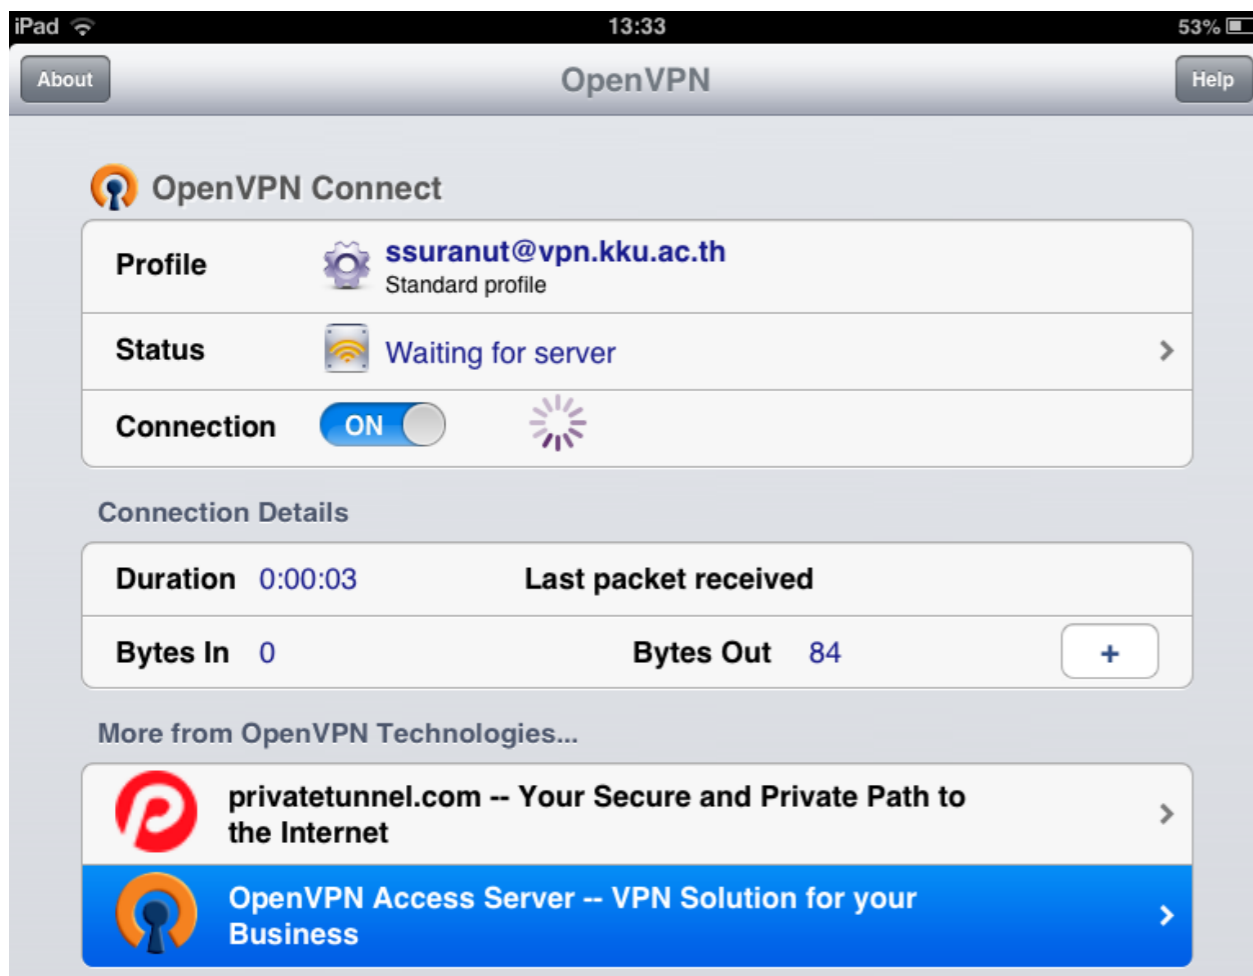 iPad 13:33 53%
About OpenVPN Help
OpenVPN Connect
Profile ssuranut@vpn.kku.ac.th
Standard profile
Status Waiting for server
Connection ON
Connection Details
Duration 0:00:03 Last packet received
Bytes In 0 Bytes Out 84 +
More from OpenVPN Technologies...
privatetunnel.com -- Your Secure and Private Path to
the Internet
OpenVPN Access Server -- VPN Solution for your
Business